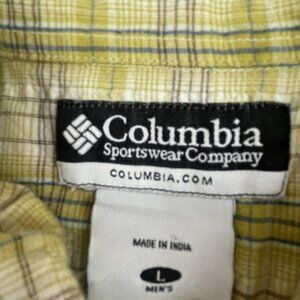 Columbia
Sportswear Company
COLUMBIA.COM
MADE IN INDIA
L
MEN'S